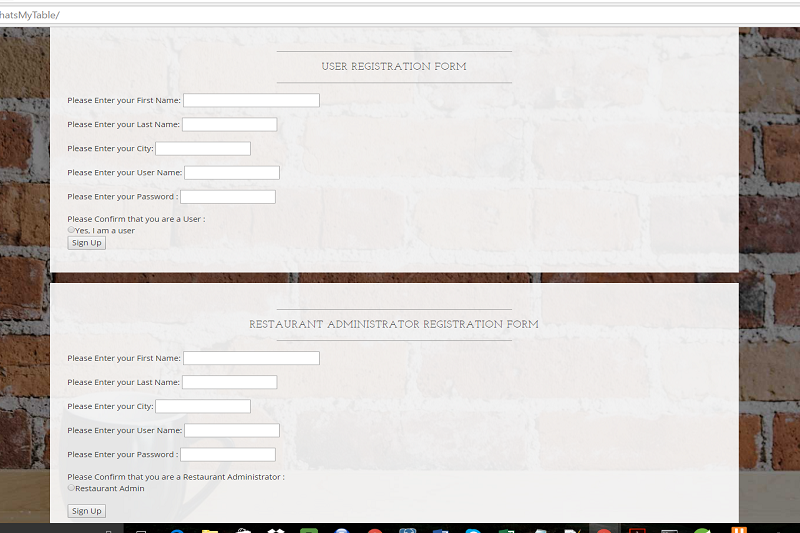 hatsMyTable/
USER REGISTRATION FORM
Please Enter your First Name:
Please Enter your Last Name:
Please Enter your City:
Please Enter your User Name:
Please Enter your Password :
Please Confirm that you are a User :
Yes, I am a user
Sign Up
RESTAURANT ADMINISTRATOR REGISTRATION FORM
Please Enter your First Name:
Please Enter your Last Name:
Please Enter your City:
Please Enter your User Name:
Please Enter your Password :
Please Confirm that you are a Restaurant Administrator :
Restaurant Admin
Sign Up